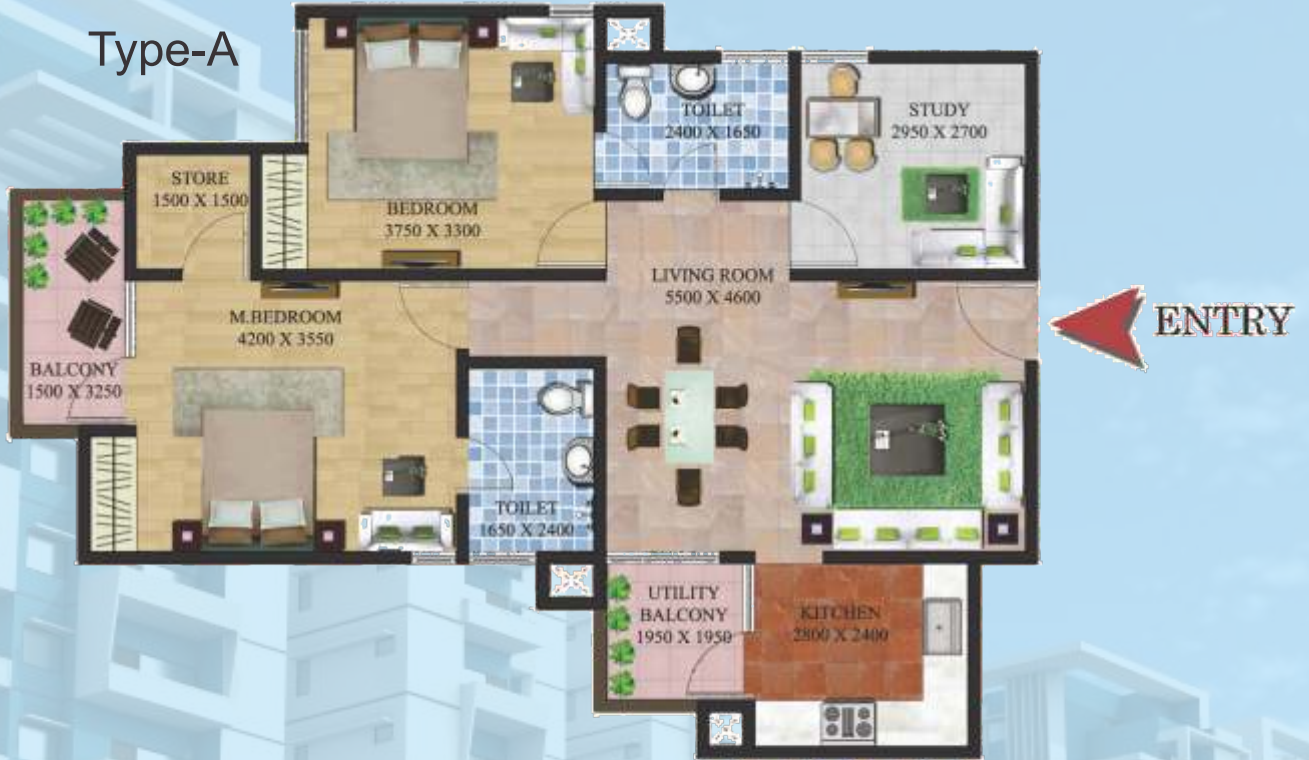 Type-A
TOILET
2400 X 1650
STUDY
2950 X 2700
STORE
1500 X 1500
BEDROOM
3750 X 3300
LIVING ROOM
5500 X 4600
ENTRY
M.BEDROOM
4200 X 3550
BALCONY
1500 X 3250
TOILET
1650 X 2400
UTILITY
BALCONY
1950 X 1950
KITCHEN
2800 X 2400